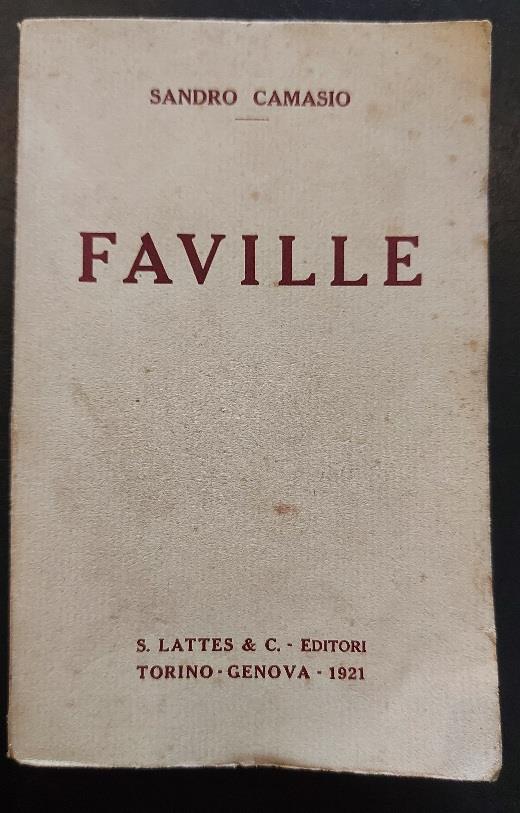 SANDRO CAMASIO
FAVILLE
S. LATTES & C. - EDITORI
TORINO - GENOVA - 1921